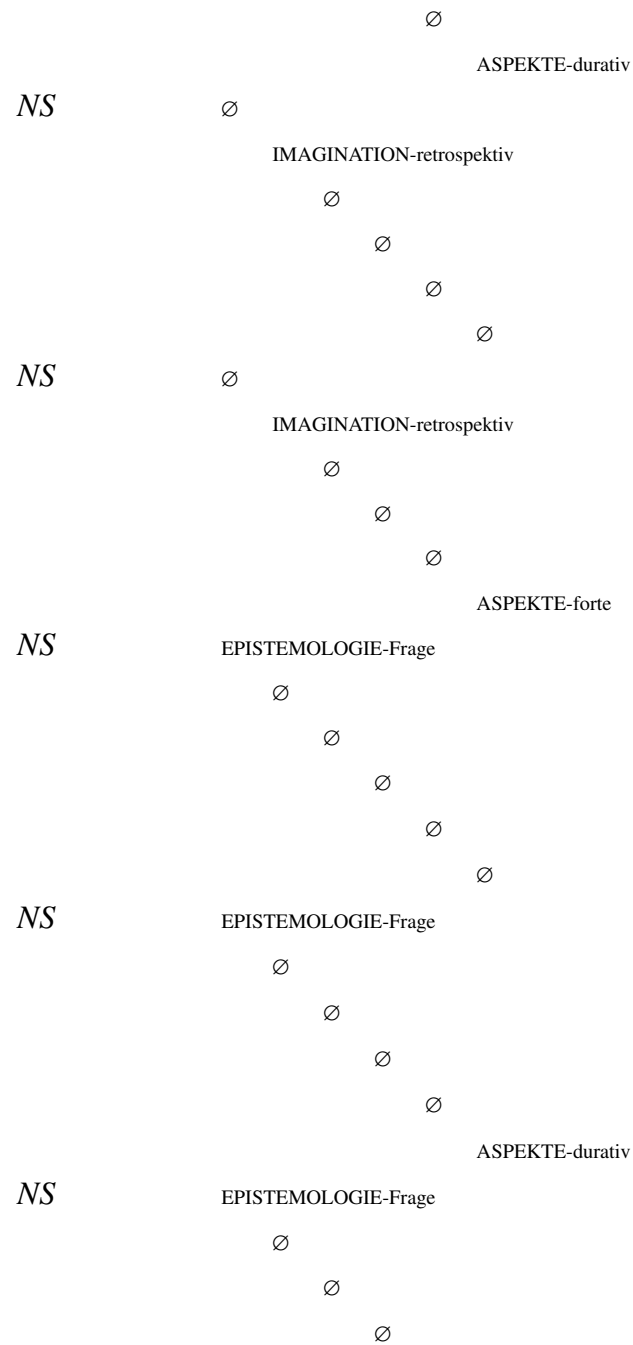 ∅
ASPEKTE-durativ
NS ∅
IMAGINATION-retrospektiv
∅
∅
∅
∅
NS ∅
IMAGINATION-retrospektiv
∅
∅
∅
ASPEKTE-forte
NS EPISTEMOLOGIE-Frage
∅
∅
∅
∅
∅
NS EPISTEMOLOGIE-Frage
∅
∅
∅
∅
ASPEKTE-durativ
NS EPISTEMOLOGIE-Frage
∅
∅
∅